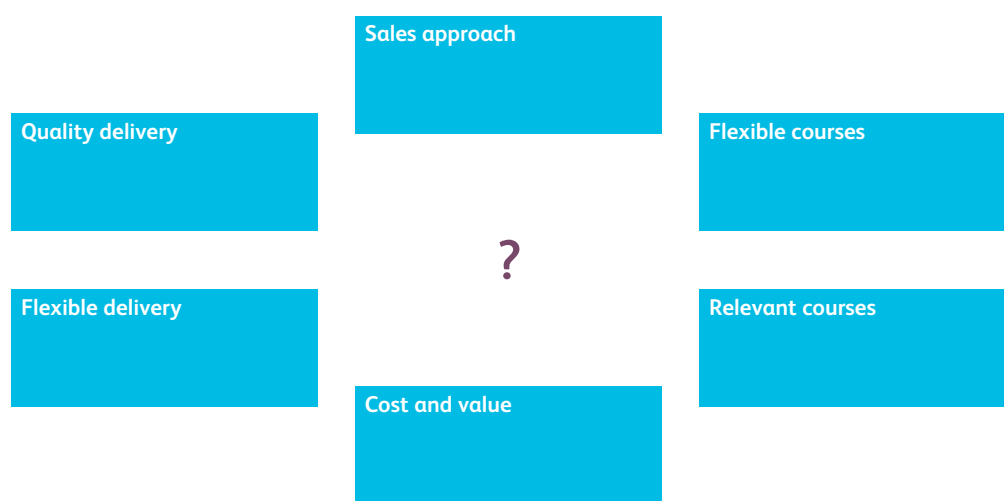 Sales approach
Quality delivery
Flexible courses
?
Flexible delivery
Relevant courses
Cost and value